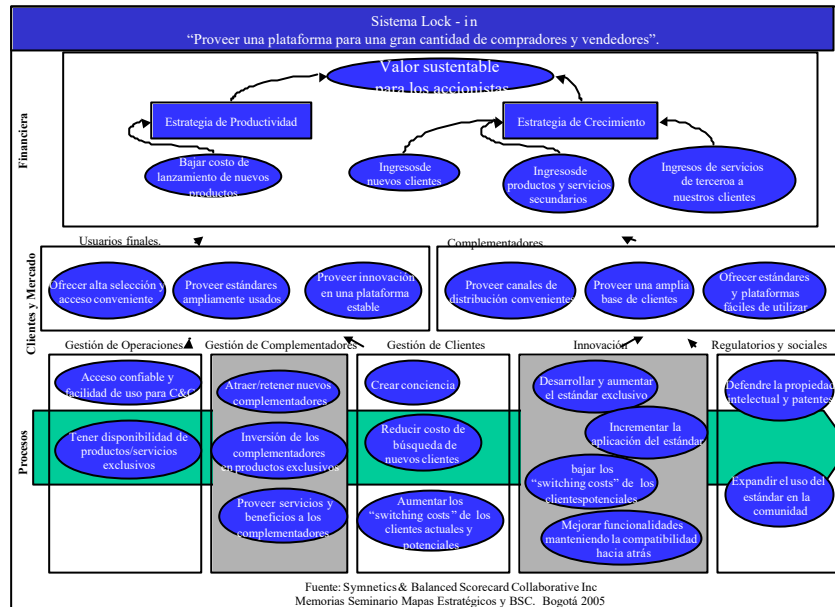 Sistema Lock - in
“Proveer una plataforma para una gran cantidad de compradores y vendedores”.
Financiera
Valor sustentable
para los accionistas
Estrategia de Productividad
Estrategia de Crecimiento
Bajar costo de
lanzamiento de nuevos
productos
Ingresosde
nuevos clientes
Ingresosde
productos y servicios
secundarios
Ingresos de servicios
de terceroa a
nuestros clientes
Clientes y Mercado
Usuarios finales.
Complementadores
Ofrecer alta selección y
acceso conveniente
Proveer estándares
ampliamente usados
Proveer innovación
en una plataforma
estable
Proveer canales de
distribución convenientes
Proveer una amplia
base de clientes
Ofrecer estándares
y plataformas
fáciles de utilizar
Procesos
Gestión de Operaciones
Gestión de Complementadores
Gestión de Clientes
Innovación
Regulatorios y sociales
Acceso confiable y
facilidad de uso para C&C
Tener disponibilidad de
productos/servicios
exclusivos
Atraer/retener nuevos
complementadores
Inversión de los
complementadores
en productos exclusivos
Proveer servicios y
beneficios a los
complementadores
Crear conciencia
Reducir costo de
búsqueda de
nuevos clientes
Aumentar los
“switching costs” de los
clientes actuales y
potenciales
Desarrollar y aumentar
el estándar exclusivo
Incrementar la
aplicación del estándar
bajar los
“switching costs” de los
clientespotenciales
Mejorar funcionalidades
manteniendo la compatibilidad
hacia atrás
Defendre la propiedad
intelectual y patentes
Expandir el uso del
estándar en la
comunidad
Fuente: Symnetics & Balanced Scorecard Collaborative Inc
Memorias Seminario Mapas Estratégicos y BSC. Bogotá 2005